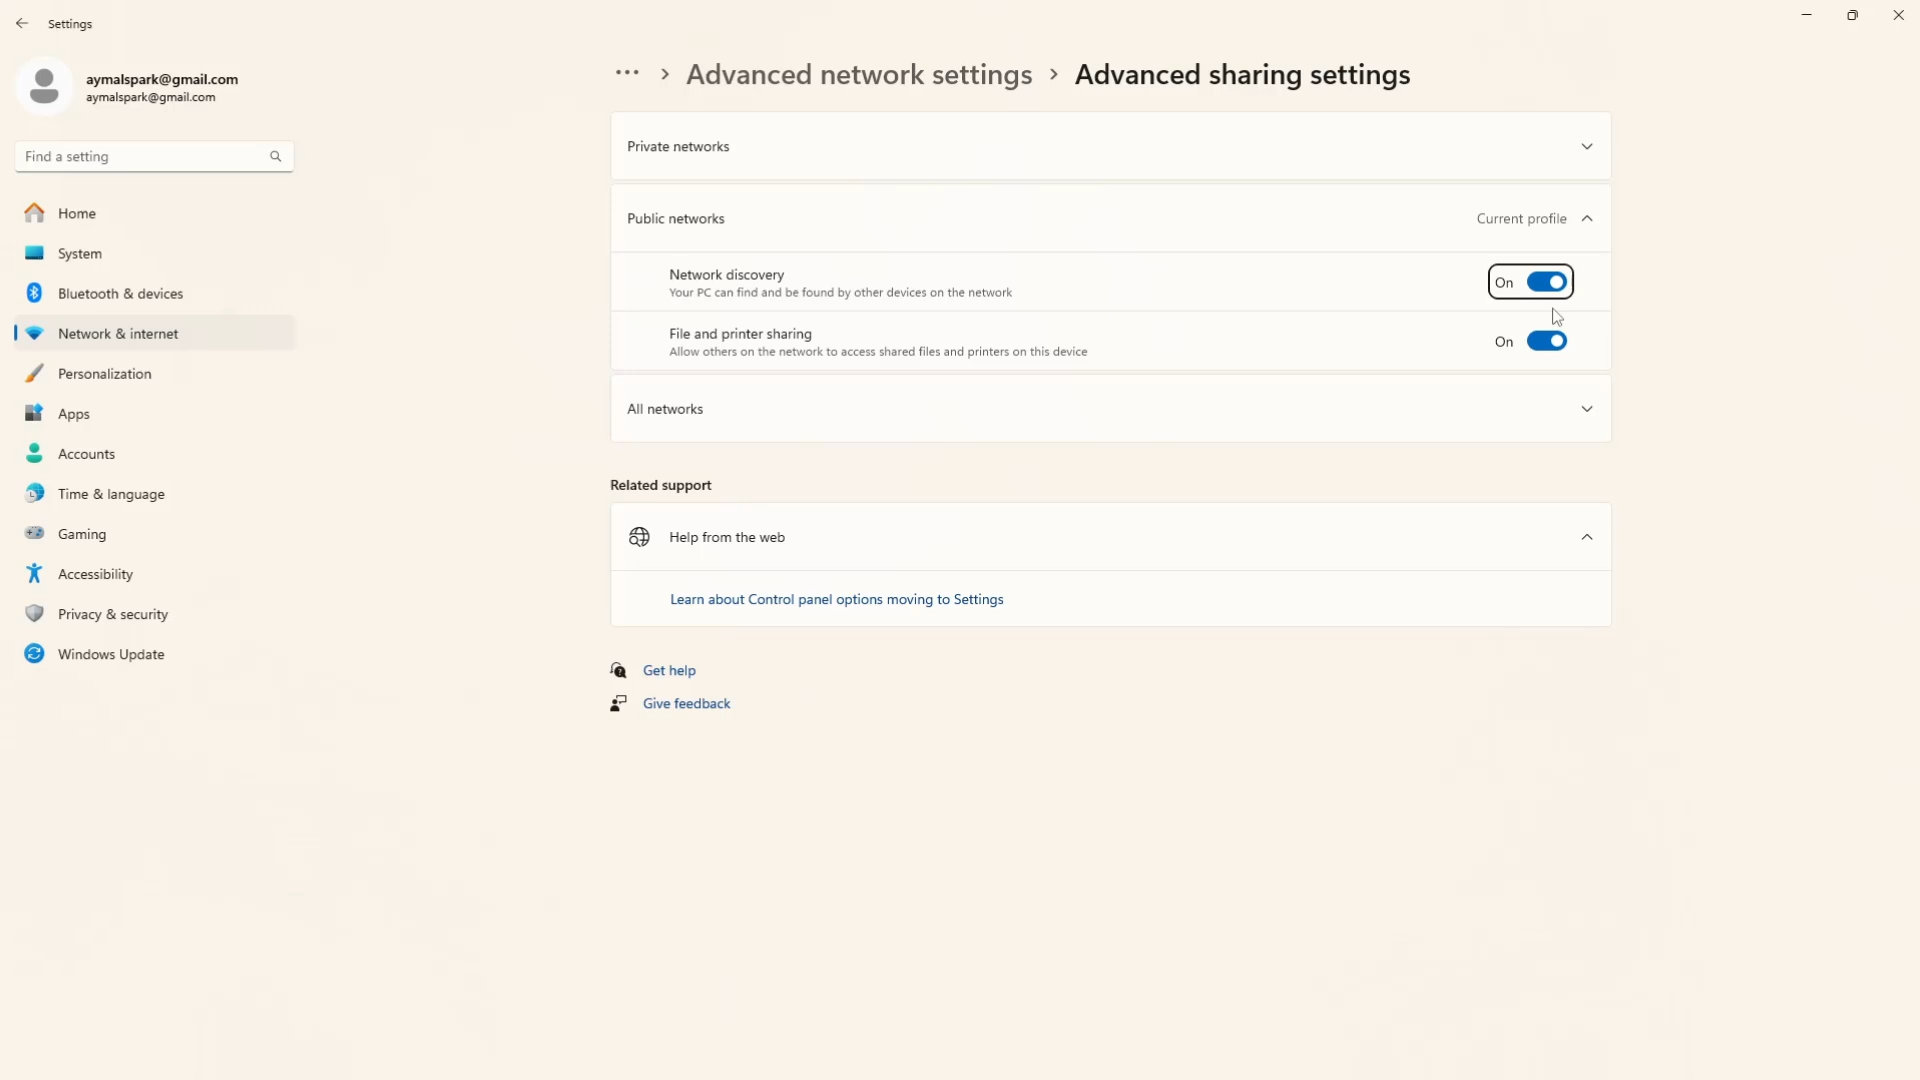 Settings
aymalspark@gmail.com
aymalspark@gmail.com
Find a setting
Home
System
Bluetooth & devices
Network & internet
Personalization
Apps
Accounts
Time & language
Gaming
Accessibility
Privacy & security
Windows Update
… > Advanced network settings > Advanced sharing settings
Private networks
Public networks Current profile
Network discovery
Your PC can find and be found by other devices on the network
On
File and printer sharing
Allow others on the network to access shared files and printers on this device
On
All networks
Related support
Help from the web
Learn about Control panel options moving to Settings
Get help
Give feedback